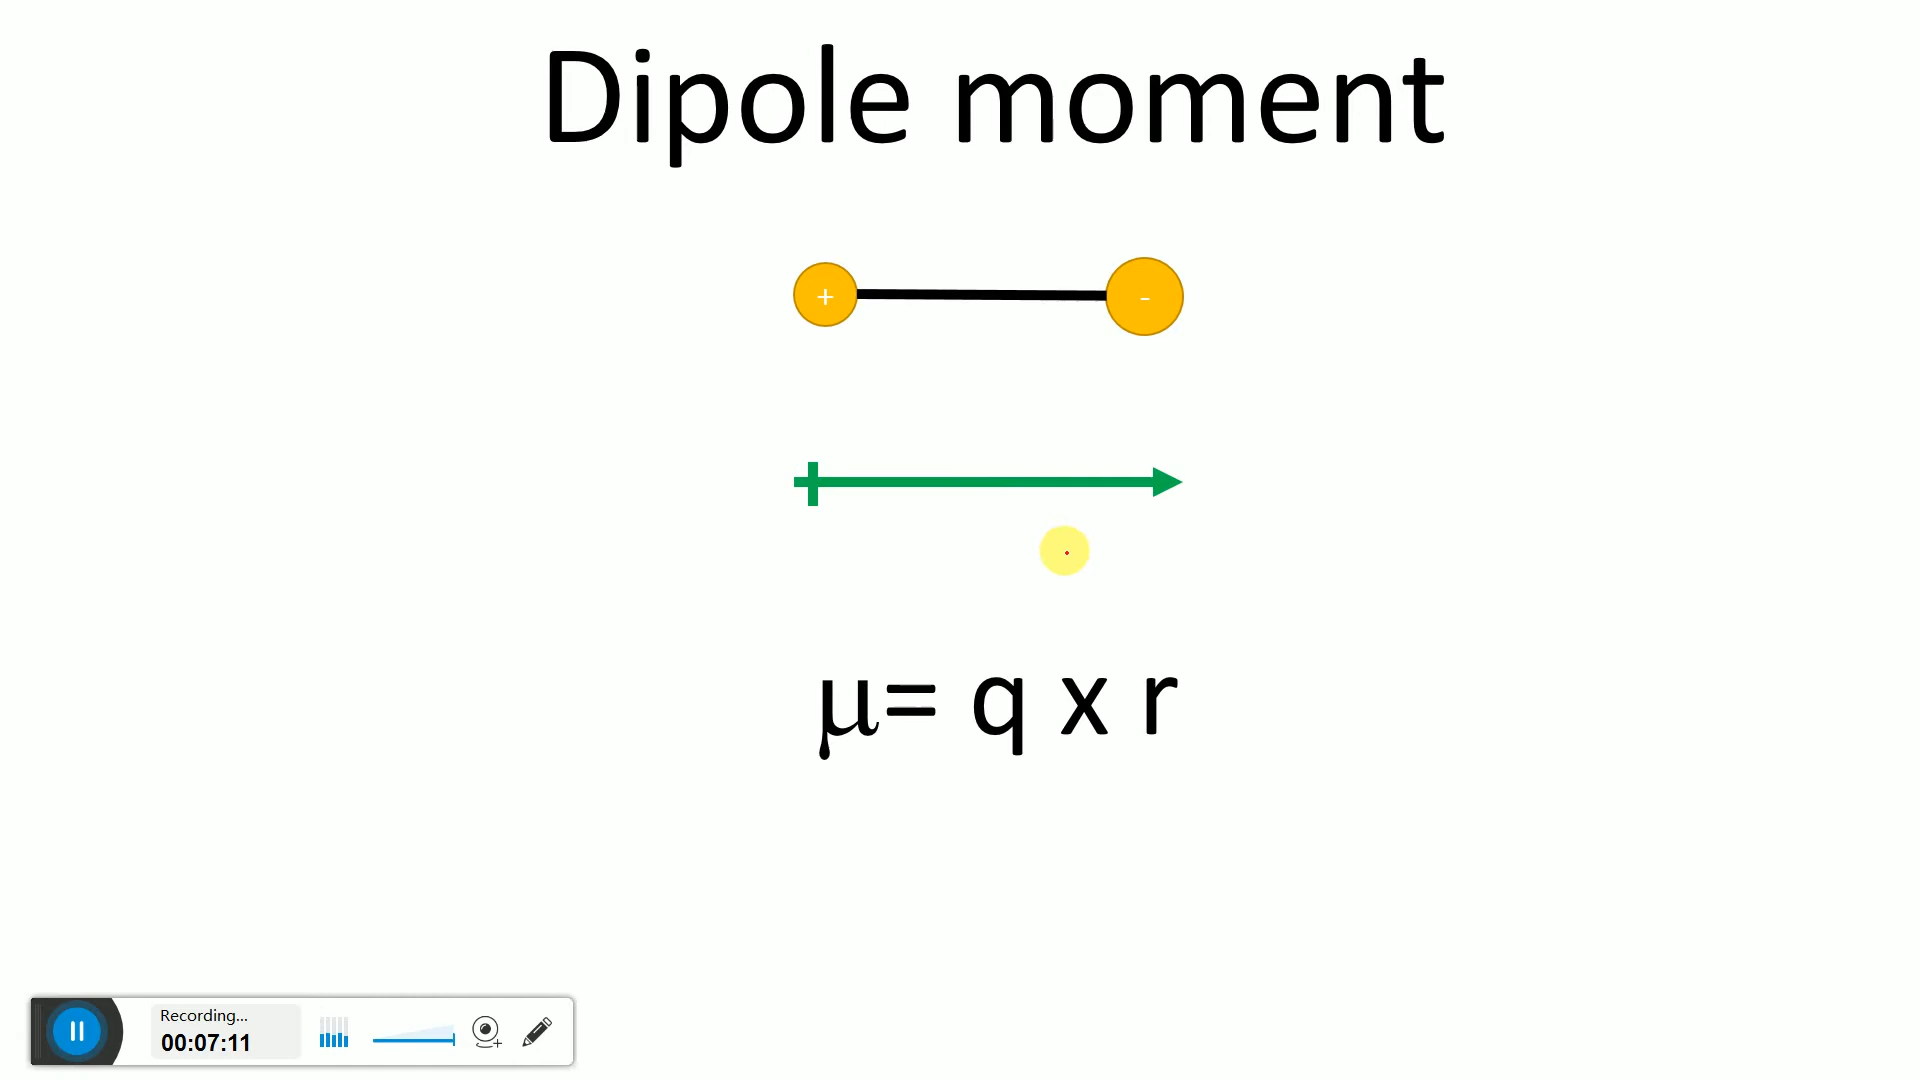 Dipole moment
+ -
μ= q x r
Recording...
00:07:11